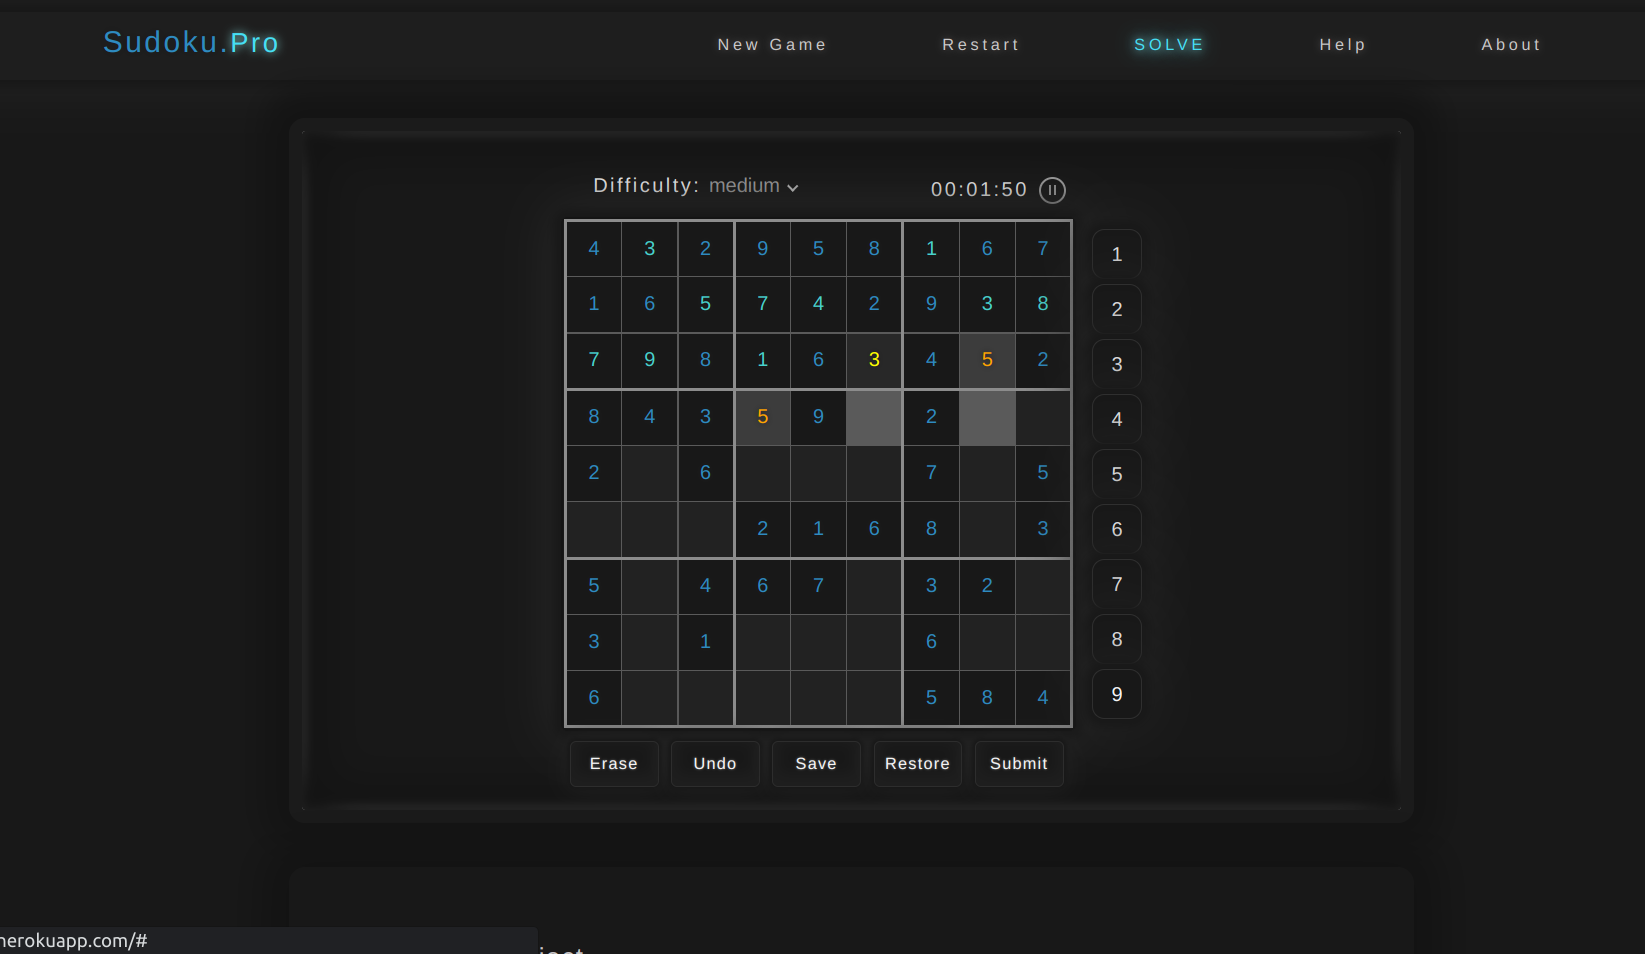 Sudoku.Pro New Game Restart SOLVE Help About
Difficulty: medium 00:01:50
4 3 2 9 5 8 1 6 7
1 6 5 7 4 2 9 3 8
7 9 8 1 6 3 4 5 2
8 4 3 5 9 2
2 6 7 5
2 1 6 8 3
5 4 6 7 3 2
3 1 6
6 5 8 4
1
2
3
4
5
6
7
8
9
Erase Undo Save Restore Submit
herokuapp.com/#